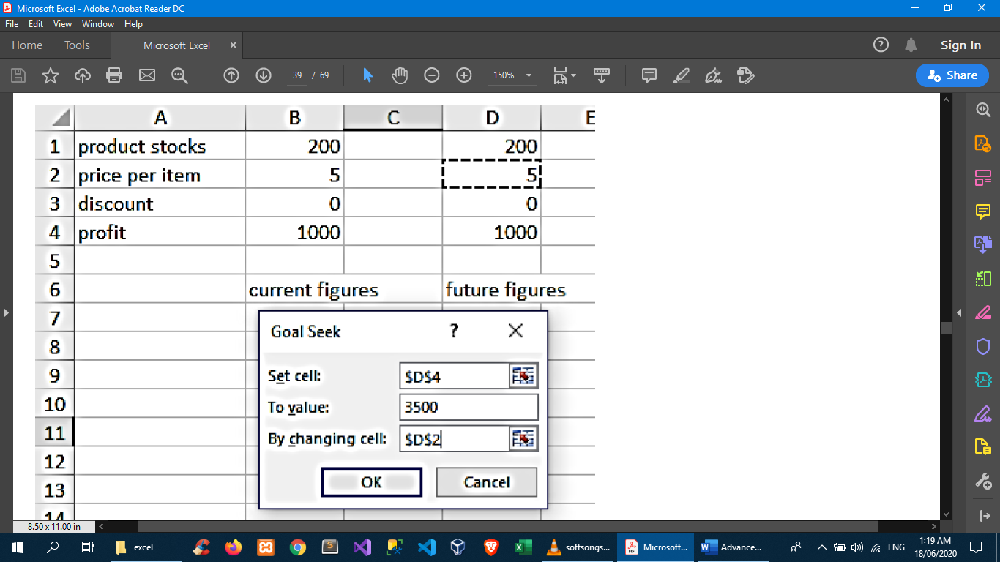 Microsoft Excel - Adobe Acrobat Reader DC
File Edit View Window Help
Home Tools Microsoft Excel × Sign In
39 / 69 150% Share
A B C D E
1 product stocks 200 200
2 price per item 5 5
3 discount 0 0
4 profit 1000 1000
5
6 current figures future figures
7
8
9
10
11
12
13
14
Goal Seek ? ×
Set cell: $D$4
To value: 3500
By changing cell: $D$2
OK Cancel
8.50 x 11.00 in
excel softsongs... Microsoft... Advance... ENG 1:19 AM
18/06/2020